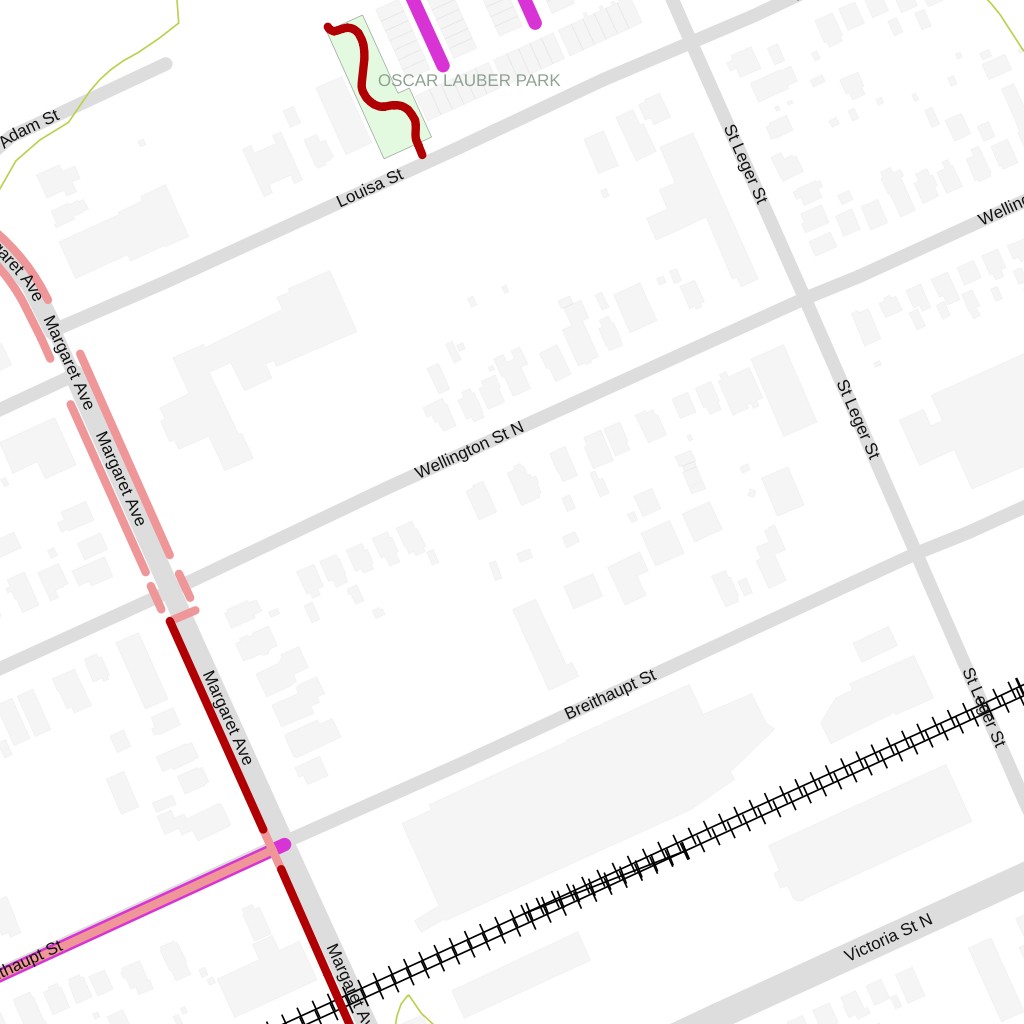 OSCAR LAUBER PARK
Adam St
St Leger St
Louisa St
Wellin
garet Ave
Margaret Ave
St Leger St
Wellington St N
Margaret Ave
St Leger St
Breithaupt St
Margaret Ave
Victoria St N
thaupt St
Margaret Av